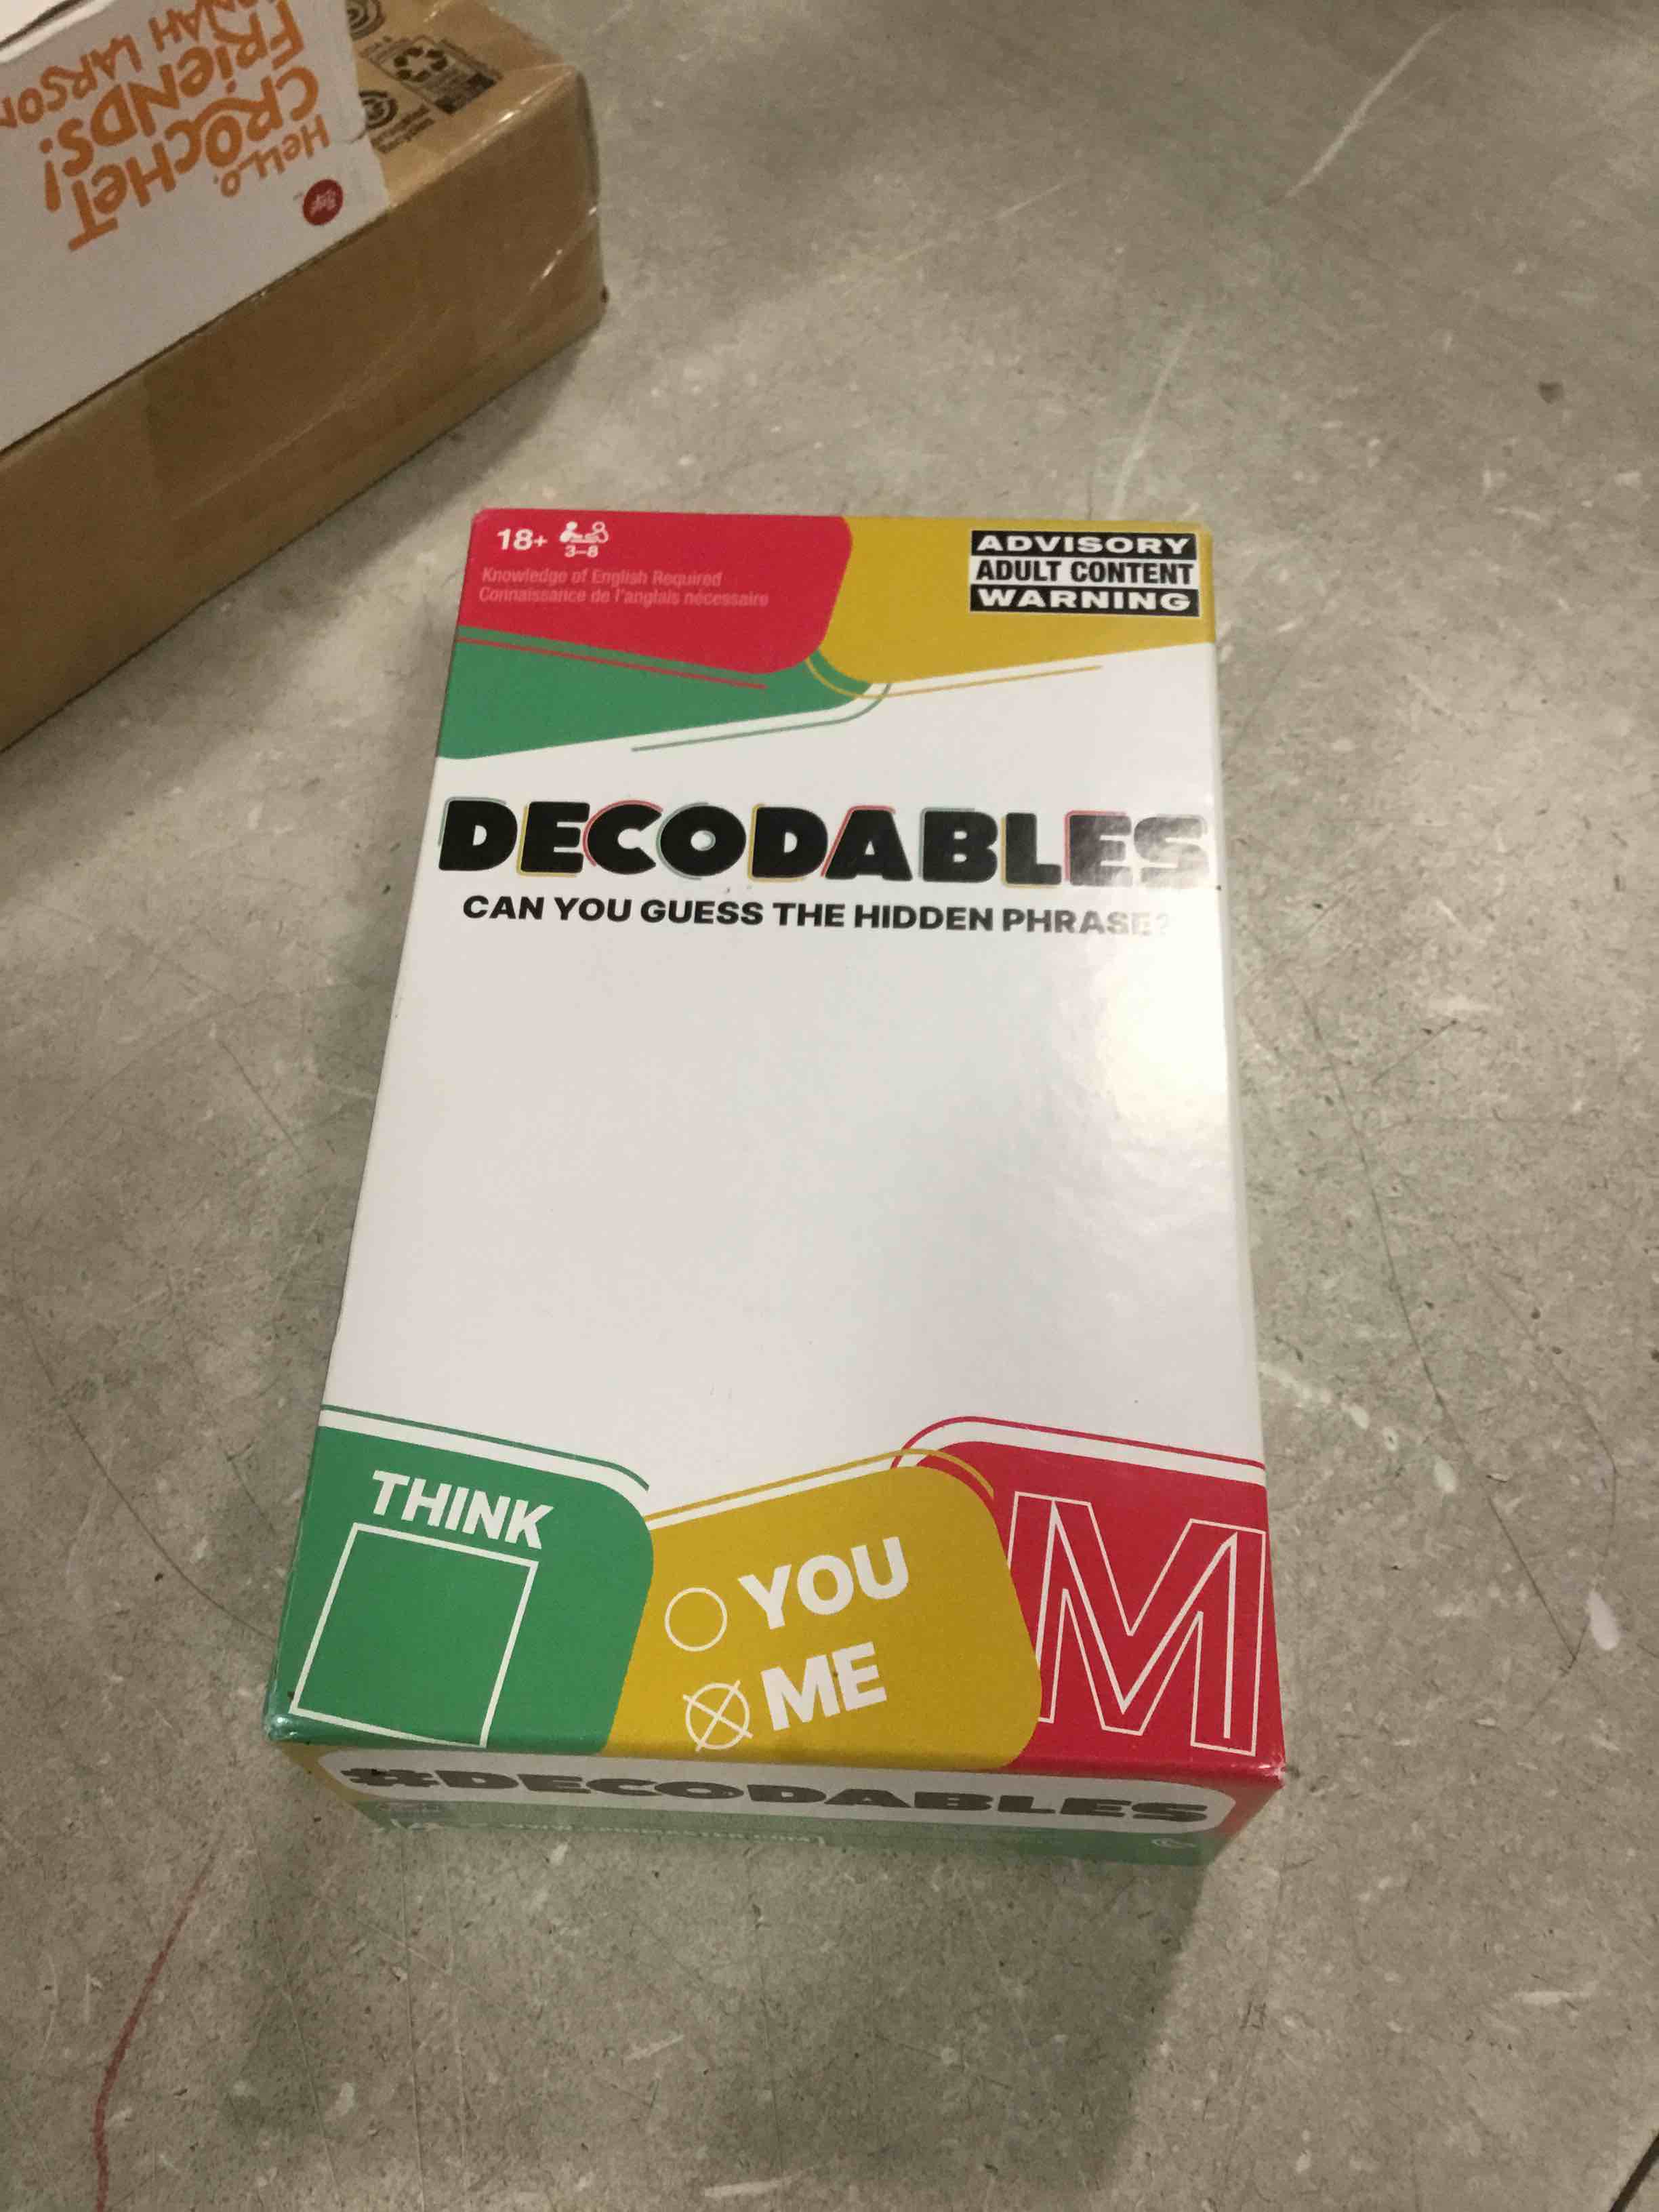 HELLO,
CROCHET
FRIENDS!
18+
3–8
Knowledge of English Required
Connaissance de l'anglais nécessaire
ADVISORY
ADULT CONTENT
WARNING
DECODABLES
CAN YOU GUESS THE HIDDEN PHRASE?
THINK
YOU
ME
M
#DECODABLES